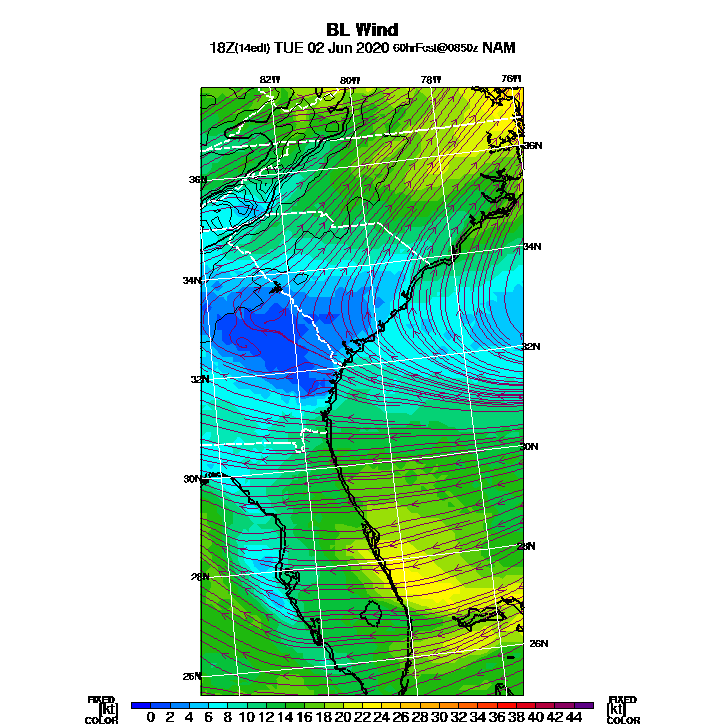 BL Wind
18Z(14edt) TUE 02 Jun 2020 60hrFcst@0850z NAM
82W 80W 78W 76W
36N
36N
34N
34N
32N
32N
30N
30N
28N
28N
26N
26N
FIXED FIXED
[kt] 0 2 4 6 8 10 12 14 16 18 20 22 24 26 28 30 32 34 36 38 40 42 44 [kt]
COLOR COLOR